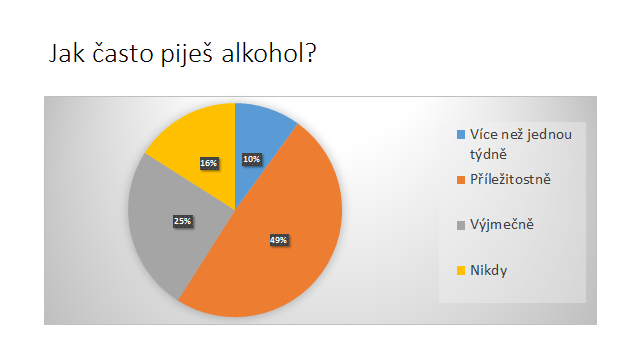 Jak často piješ alkohol?
10%
16%
25%
49%
Více než jednou
týdně
Příležitostně
Výjmečně
Nikdy